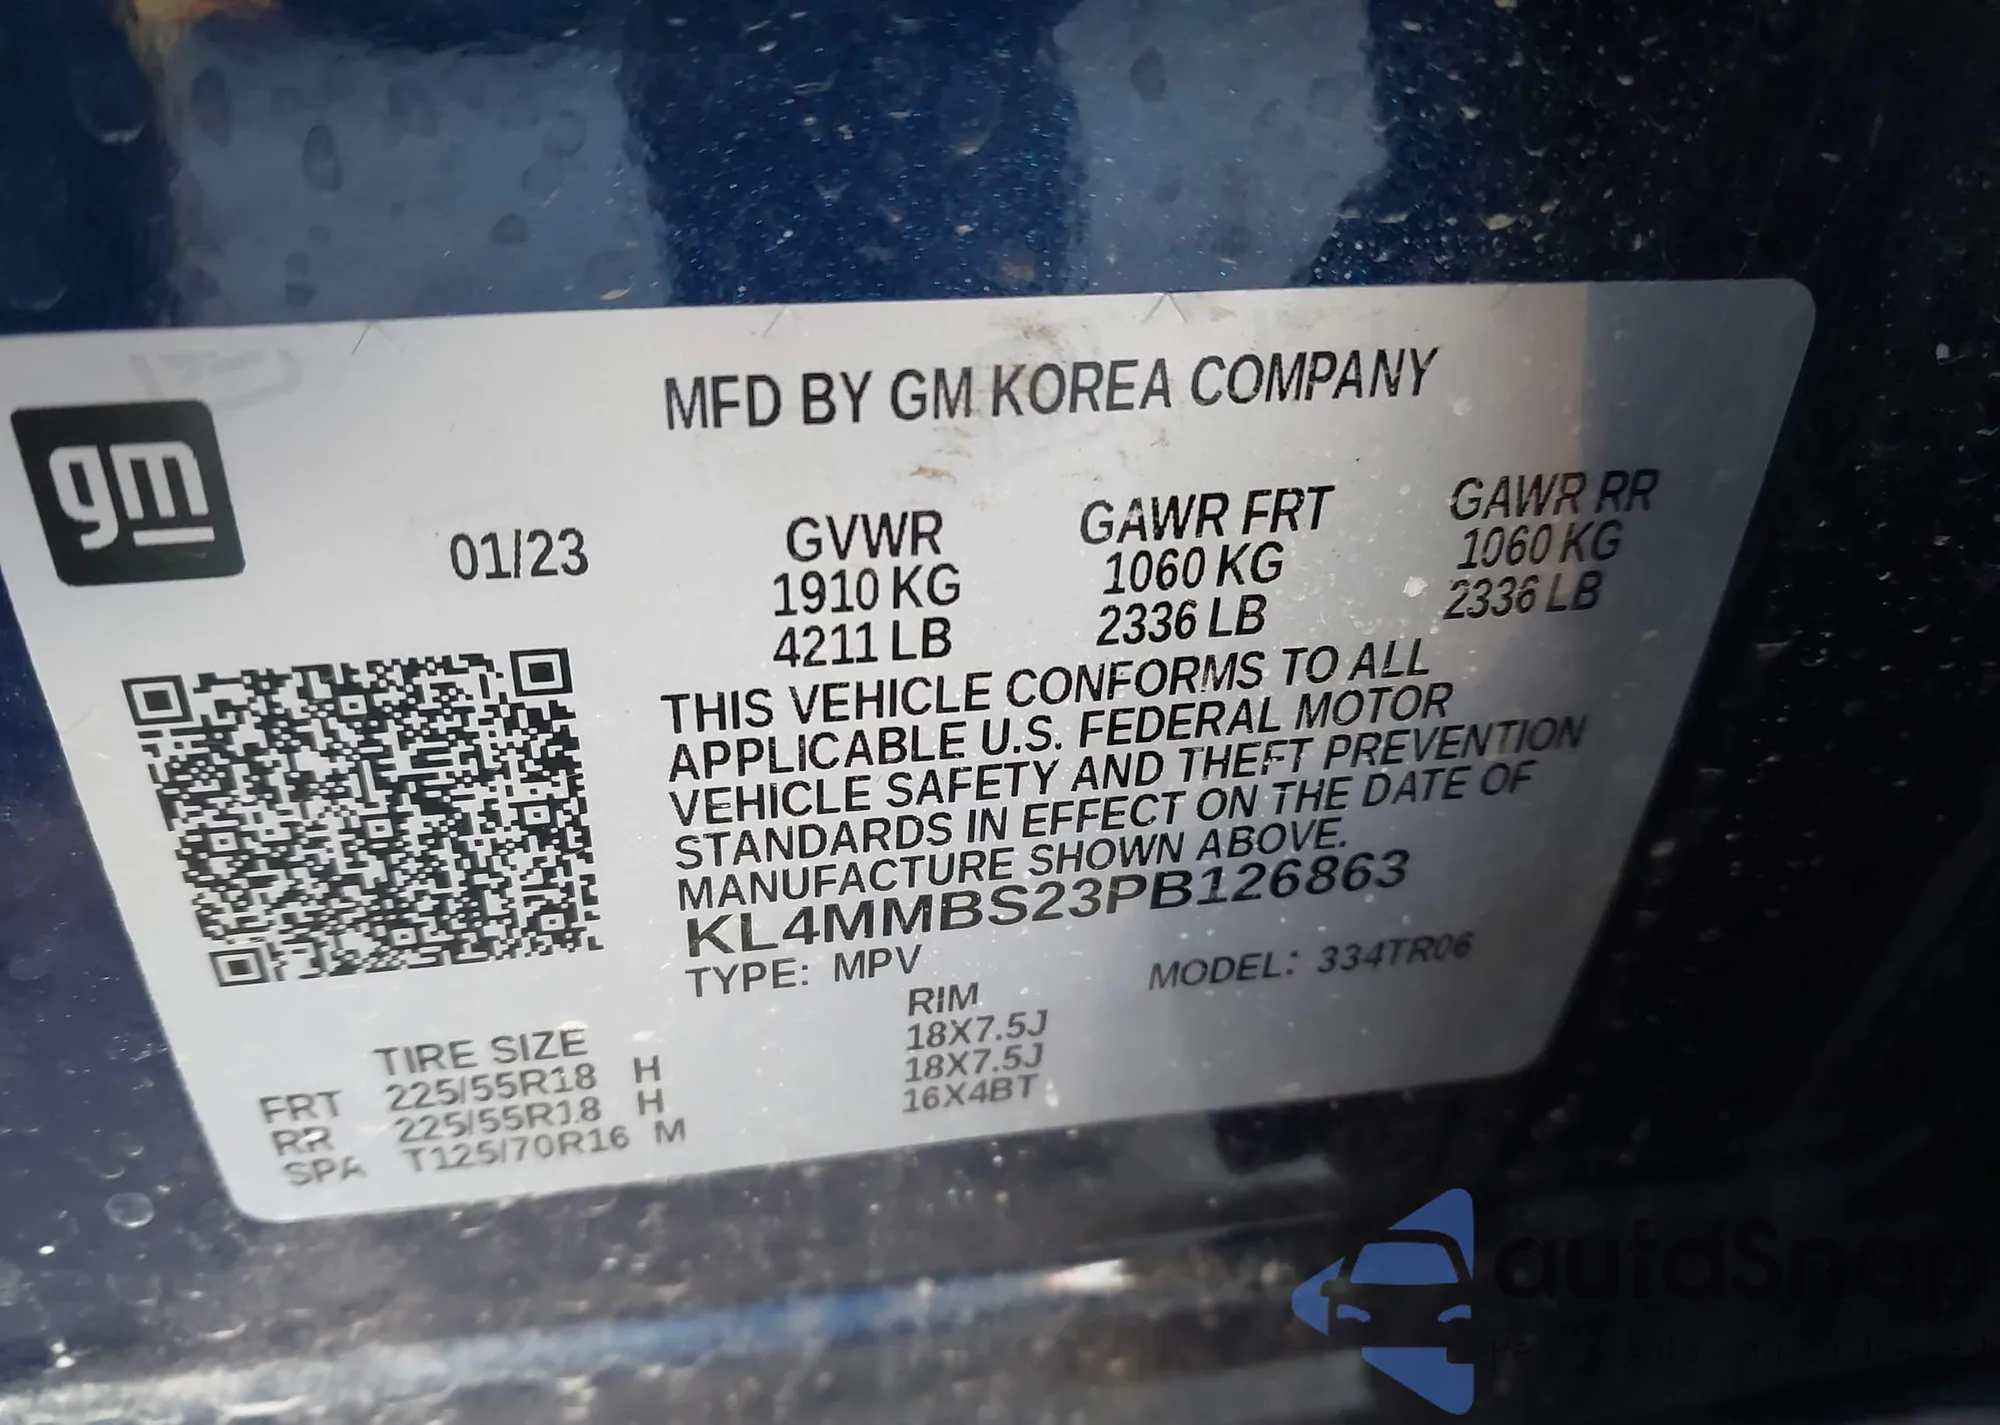 MFD BY GM KOREA COMPANY
gm
01/23
GVWR GAWR FRT GAWR RR
1910 KG 1060 KG 1060 KG
4211 LB 2336 LB 2336 LB
THIS VEHICLE CONFORMS TO ALL
APPLICABLE U.S. FEDERAL MOTOR
VEHICLE SAFETY AND THEFT PREVENTION
STANDARDS IN EFFECT ON THE DATE OF
MANUFACTURE SHOWN ABOVE.
KL4MMBS23PB126863
TYPE: MPV MODEL: 334TR06
TIRE SIZE RIM
FRT 225/55R18 H 18X7.5J
RR 225/55R18 H 18X7.5J
SPA T125/70R16 M 16X4BT
autoSnap